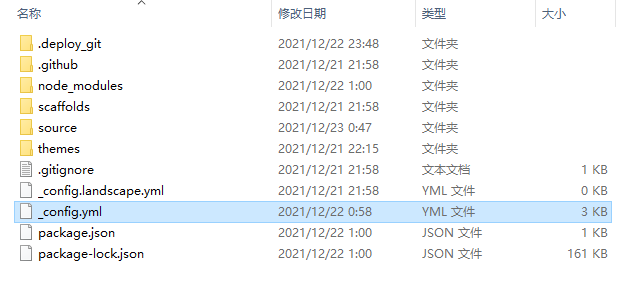 名称 修改日期 类型 大小
.deploy_git 2021/12/22 23:48 文件夹
.github 2021/12/21 21:58 文件夹
node_modules 2021/12/22 1:00 文件夹
scaffolds 2021/12/21 21:58 文件夹
source 2021/12/23 0:47 文件夹
themes 2021/12/21 22:15 文件夹
.gitignore 2021/12/21 21:58 文本文档 1 KB
_config.landscape.yml 2021/12/21 21:58 YML 文件 0 KB
_config.yml 2021/12/22 0:58 YML 文件 3 KB
package.json 2021/12/22 1:00 JSON 文件 1 KB
package-lock.json 2021/12/22 1:00 JSON 文件 161 KB